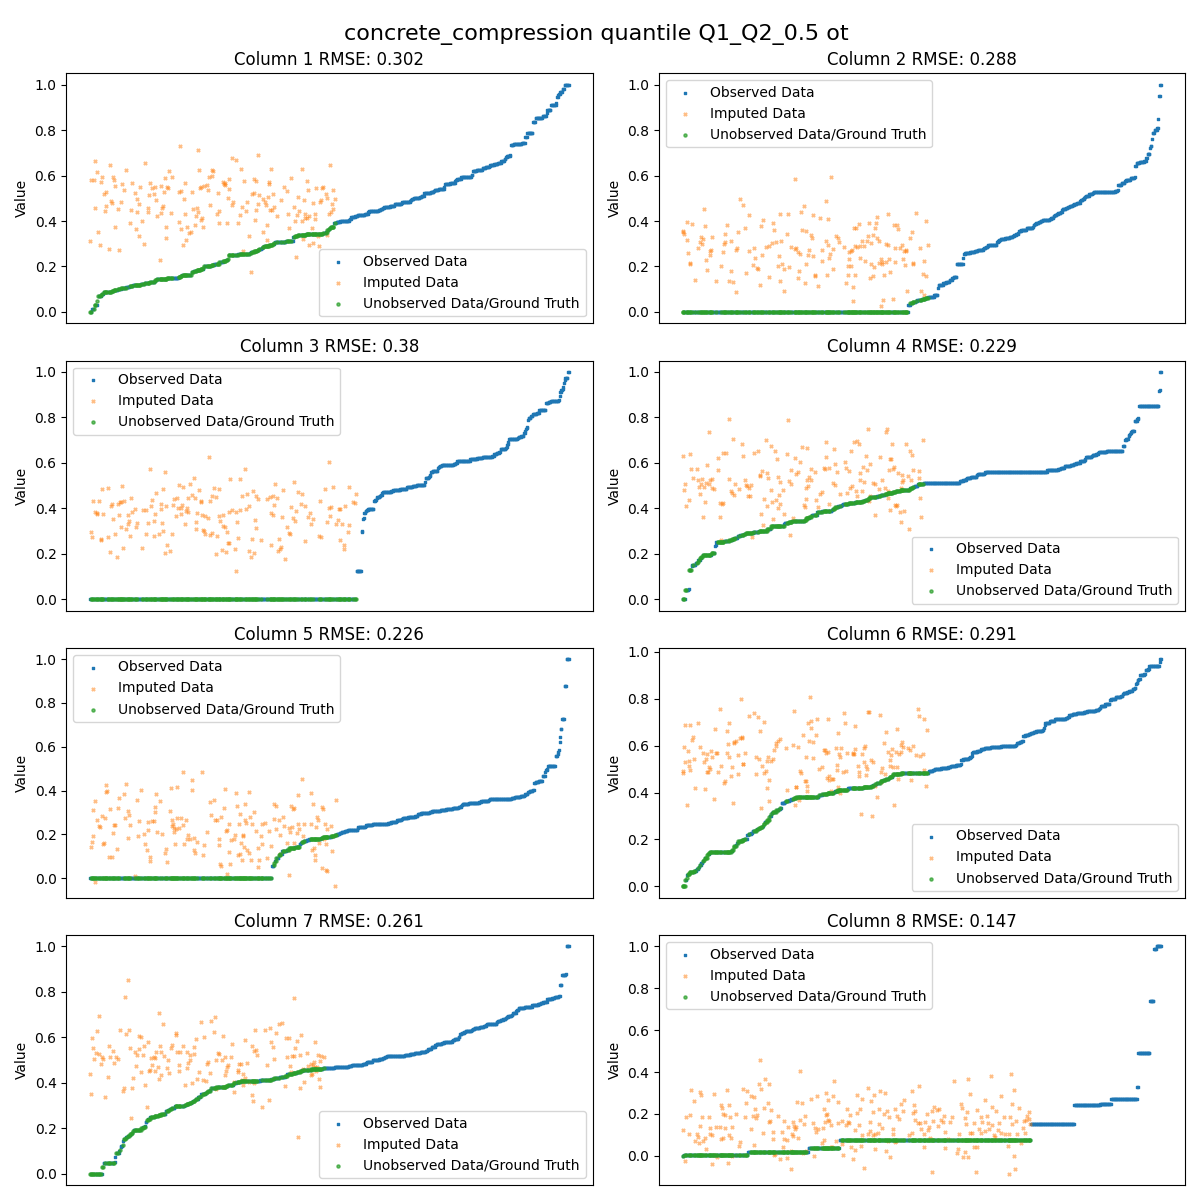 concrete_compression quantile Q1_Q2_0.5 ot
Column 1 RMSE: 0.302
Value
1.0
0.8
0.6
0.4
0.2
0.0
Observed Data
Imputed Data
Unobserved Data/Ground Truth
Column 2 RMSE: 0.288
Value
1.0
0.8
0.6
0.4
0.2
0.0
Observed Data
Imputed Data
Unobserved Data/Ground Truth
Column 3 RMSE: 0.38
Value
1.0
0.8
0.6
0.4
0.2
0.0
Observed Data
Imputed Data
Unobserved Data/Ground Truth
Column 4 RMSE: 0.229
Value
1.0
0.8
0.6
0.4
0.2
0.0
Observed Data
Imputed Data
Unobserved Data/Ground Truth
Column 5 RMSE: 0.226
Value
1.0
0.8
0.6
0.4
0.2
0.0
Observed Data
Imputed Data
Unobserved Data/Ground Truth
Column 6 RMSE: 0.291
Value
1.0
0.8
0.6
0.4
0.2
0.0
Observed Data
Imputed Data
Unobserved Data/Ground Truth
Column 7 RMSE: 0.261
Value
1.0
0.8
0.6
0.4
0.2
0.0
Observed Data
Imputed Data
Unobserved Data/Ground Truth
Column 8 RMSE: 0.147
Value
1.0
0.8
0.6
0.4
0.2
0.0
Observed Data
Imputed Data
Unobserved Data/Ground Truth